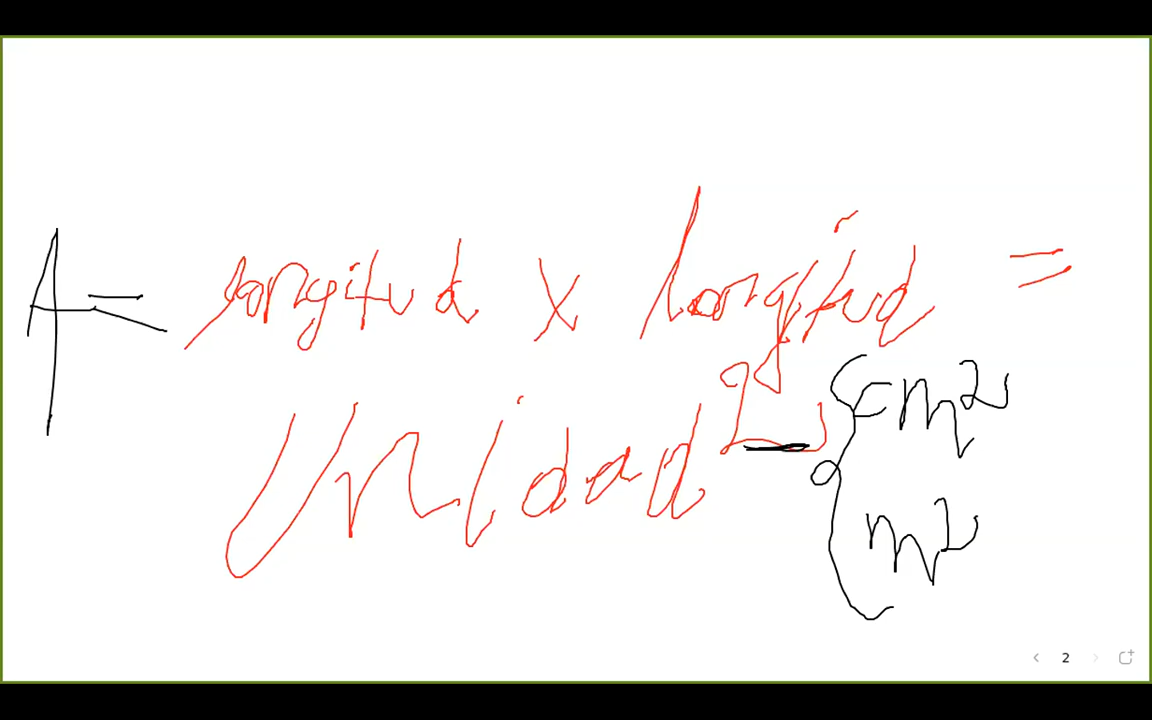 A = longitud x longitud =
Unidad² { cm²
m²
2